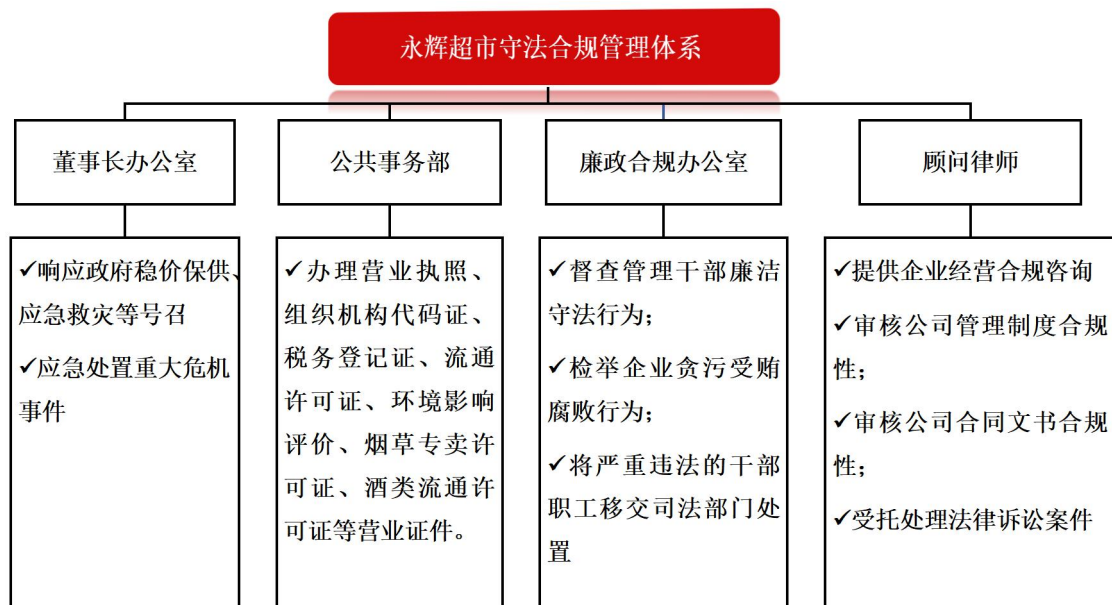 永辉超市守法合规管理体系
董事长办公室
公共事务部
廉政合规办公室
顾问律师
✓响应政府稳价保供、
应急救灾等号召
✓应急处置重大危机
事件
✓办理营业执照、
组织机构代码证、
税务登记证、流通
许可证、环境影响
评价、烟草专卖许
可证、酒类流通许
可证等营业证件。
✓督查管理干部廉洁
守法行为；
✓检举企业贪污受贿
腐败行为；
✓将严重违法的干部
职工移交司法部门处
置
✓提供企业经营合规咨询
✓审核公司管理制度合规
性；
✓审核公司合同文书合规
性；
✓受托处理法律诉讼案件